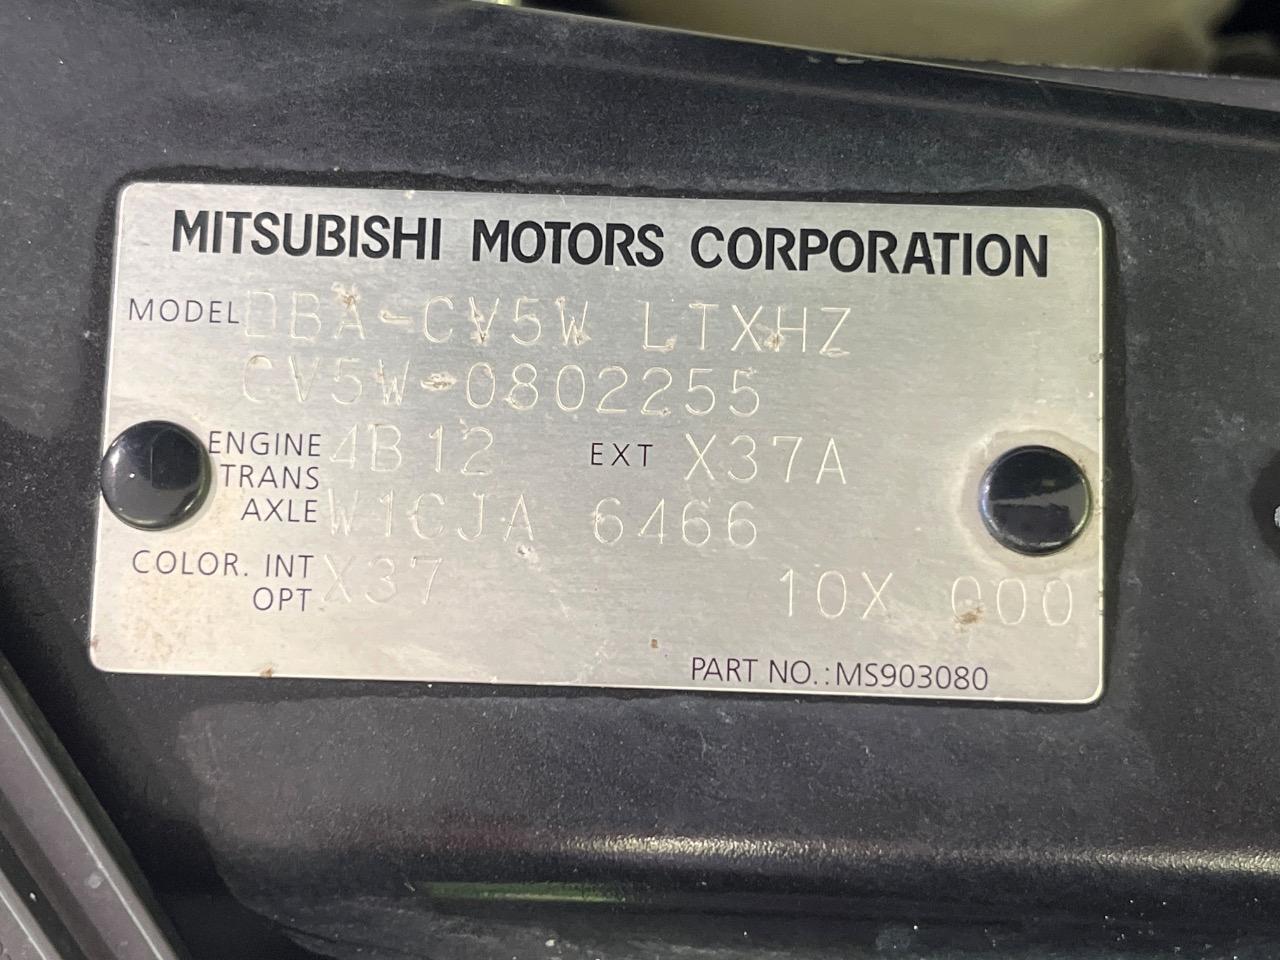 MITSUBISHI MOTORS CORPORATION
MODEL DBA-CV5W LTXHZ
CV5W-0802255
ENGINE 4B12 EXT X37A
TRANS
AXLE W1CJA 6466
COLOR. INT X37
OPT 10X 000
PART NO.:MS903080